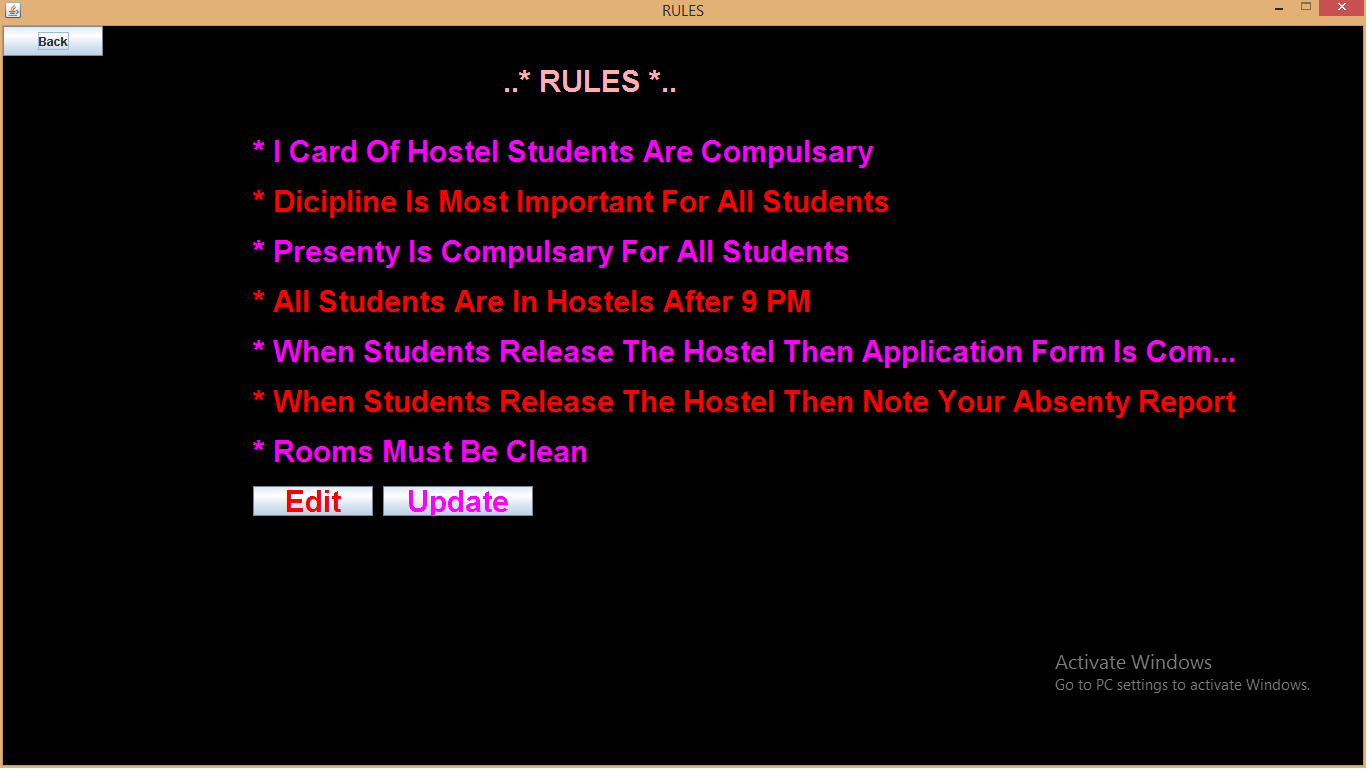 RULES
Back
..* RULES *..
* I Card Of Hostel Students Are Compulsary
* Dicipline Is Most Important For All Students
* Presenty Is Compulsary For All Students
* All Students Are In Hostels After 9 PM
* When Students Release The Hostel Then Application Form Is Com...
* When Students Release The Hostel Then Note Your Absenty Report
* Rooms Must Be Clean
Edit Update
Activate Windows
Go to PC settings to activate Windows.